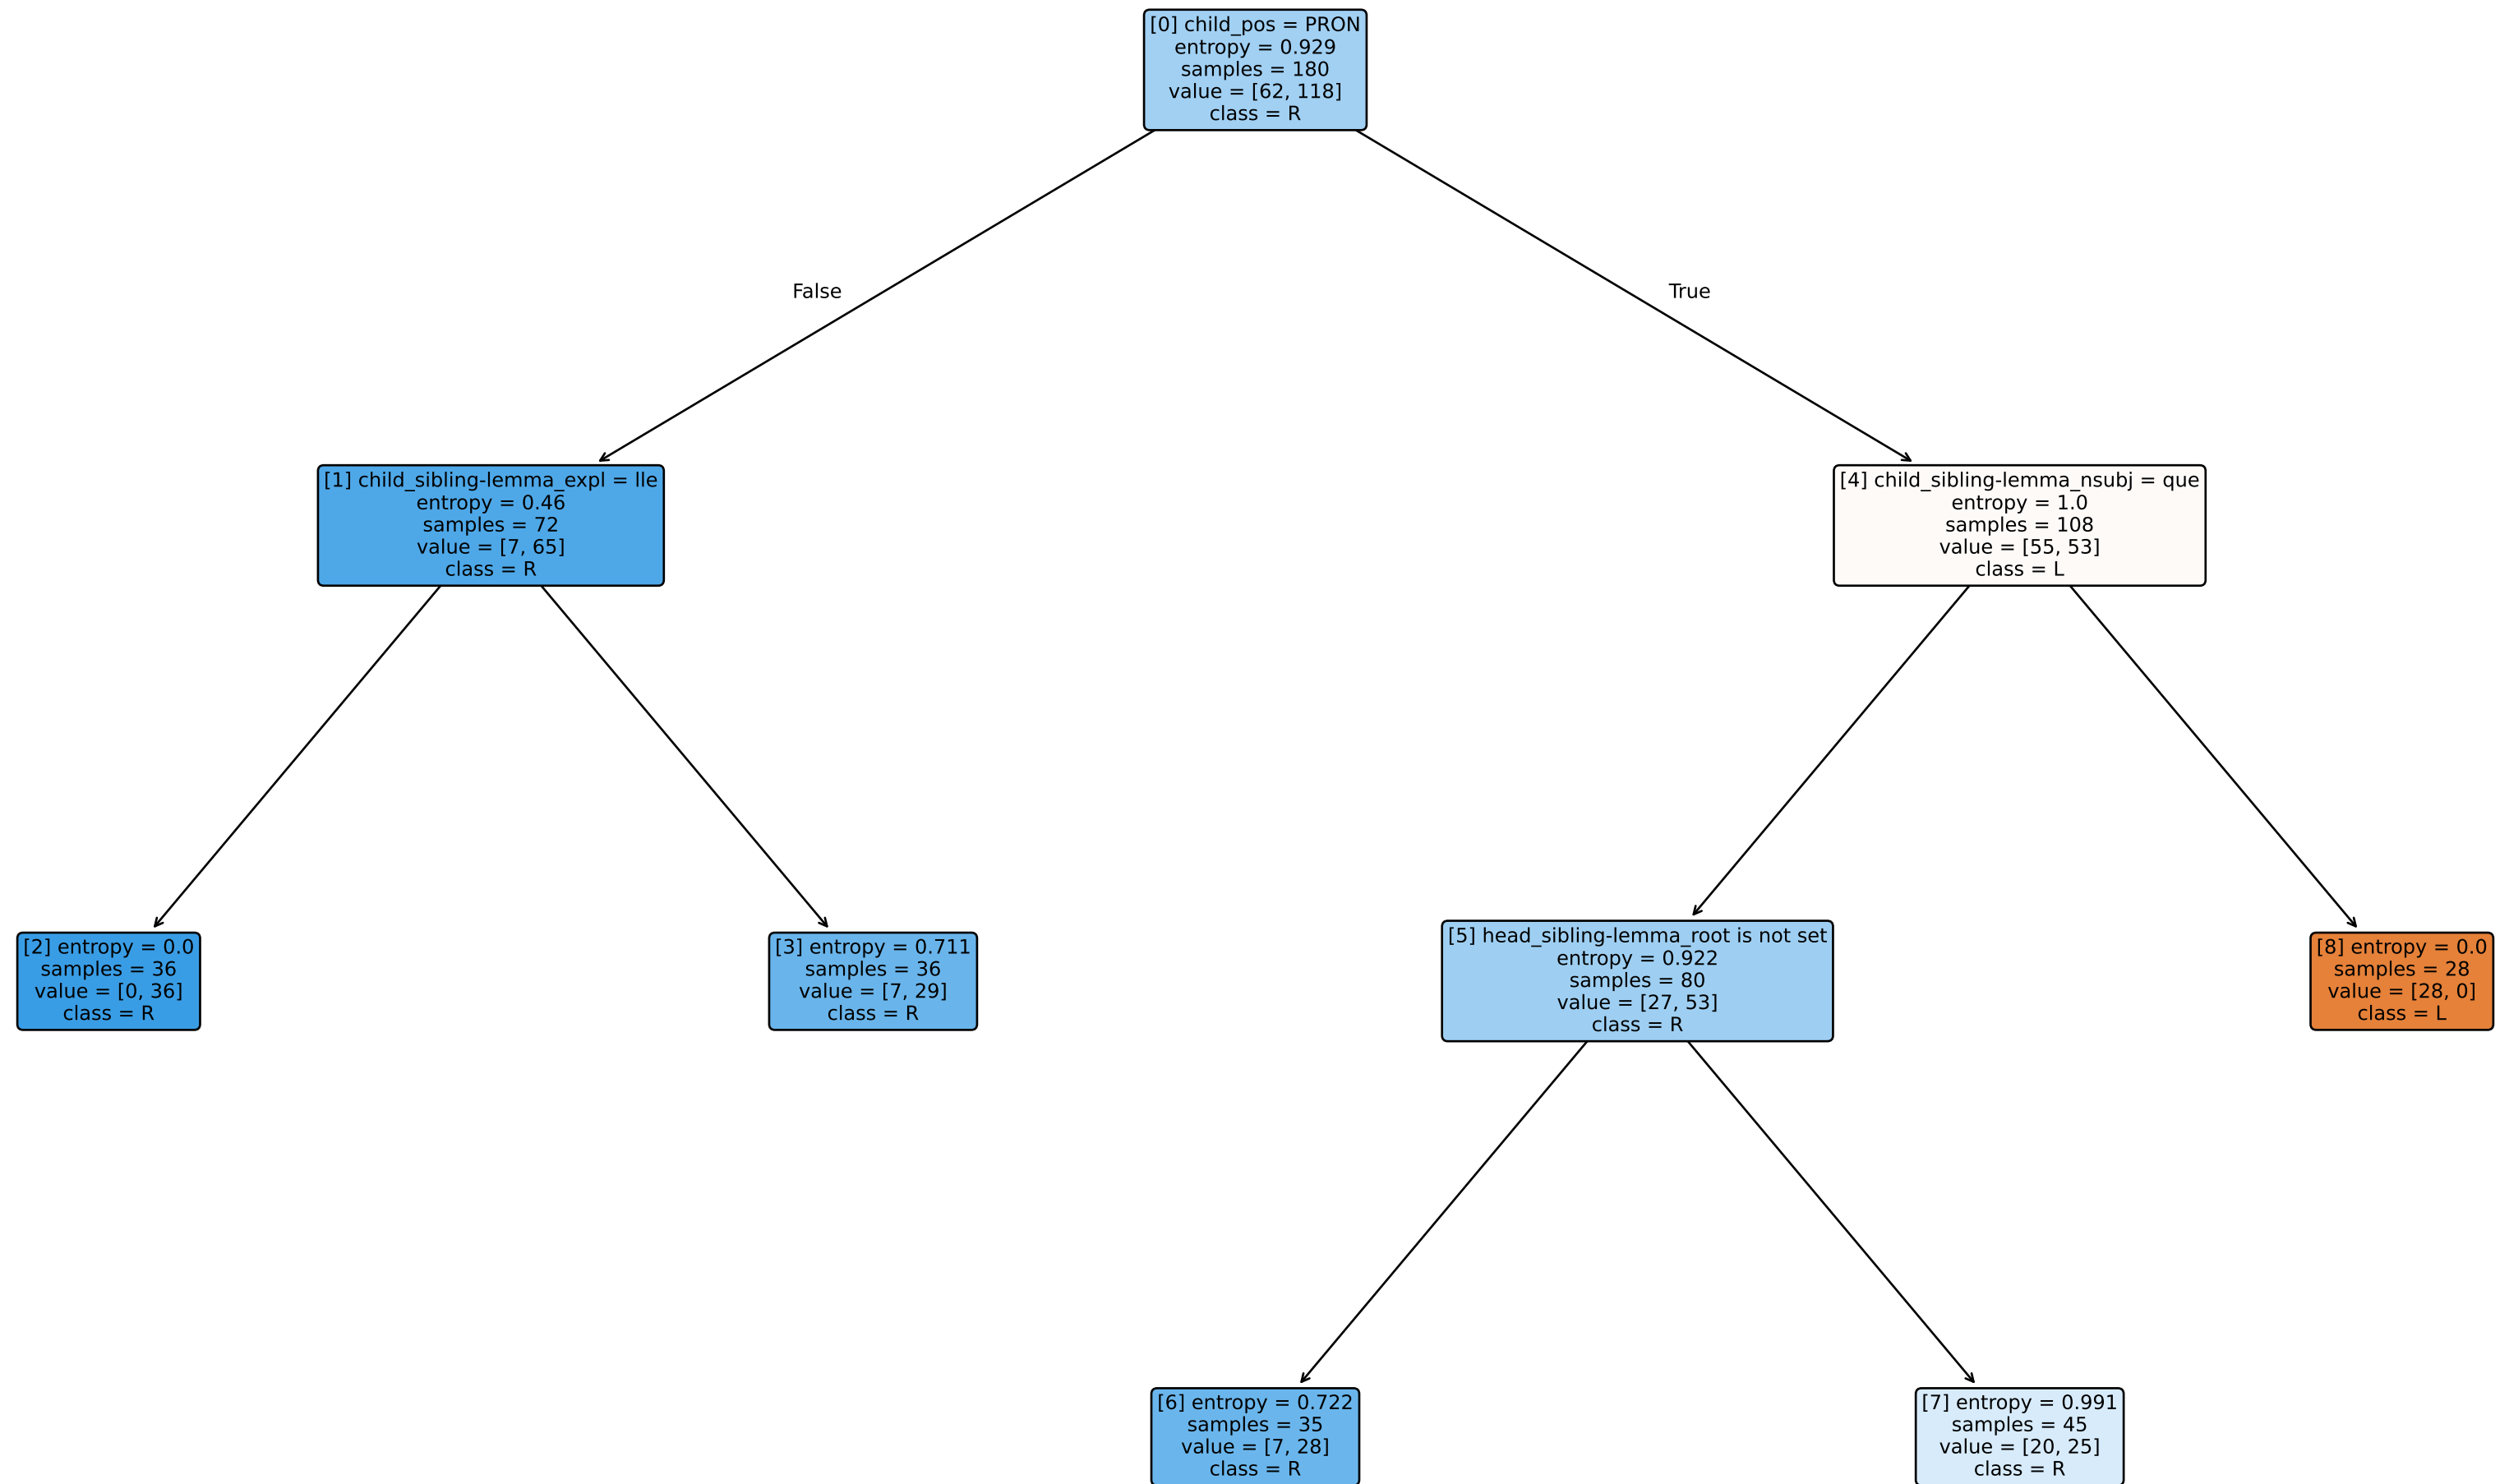 [0] child_pos = PRON
entropy = 0.929
samples = 180
value = [62, 118]
class = R
False
True
[1] child_sibling-lemma_expl = lle
entropy = 0.46
samples = 72
value = [7, 65]
class = R
[4] child_sibling-lemma_nsubj = que
entropy = 1.0
samples = 108
value = [55, 53]
class = L
[2] entropy = 0.0
samples = 36
value = [0, 36]
class = R
[3] entropy = 0.711
samples = 36
value = [7, 29]
class = R
[5] head_sibling-lemma_root is not set
entropy = 0.922
samples = 80
value = [27, 53]
class = R
[8] entropy = 0.0
samples = 28
value = [28, 0]
class = L
[6] entropy = 0.722
samples = 35
value = [7, 28]
class = R
[7] entropy = 0.991
samples = 45
value = [20, 25]
class = R